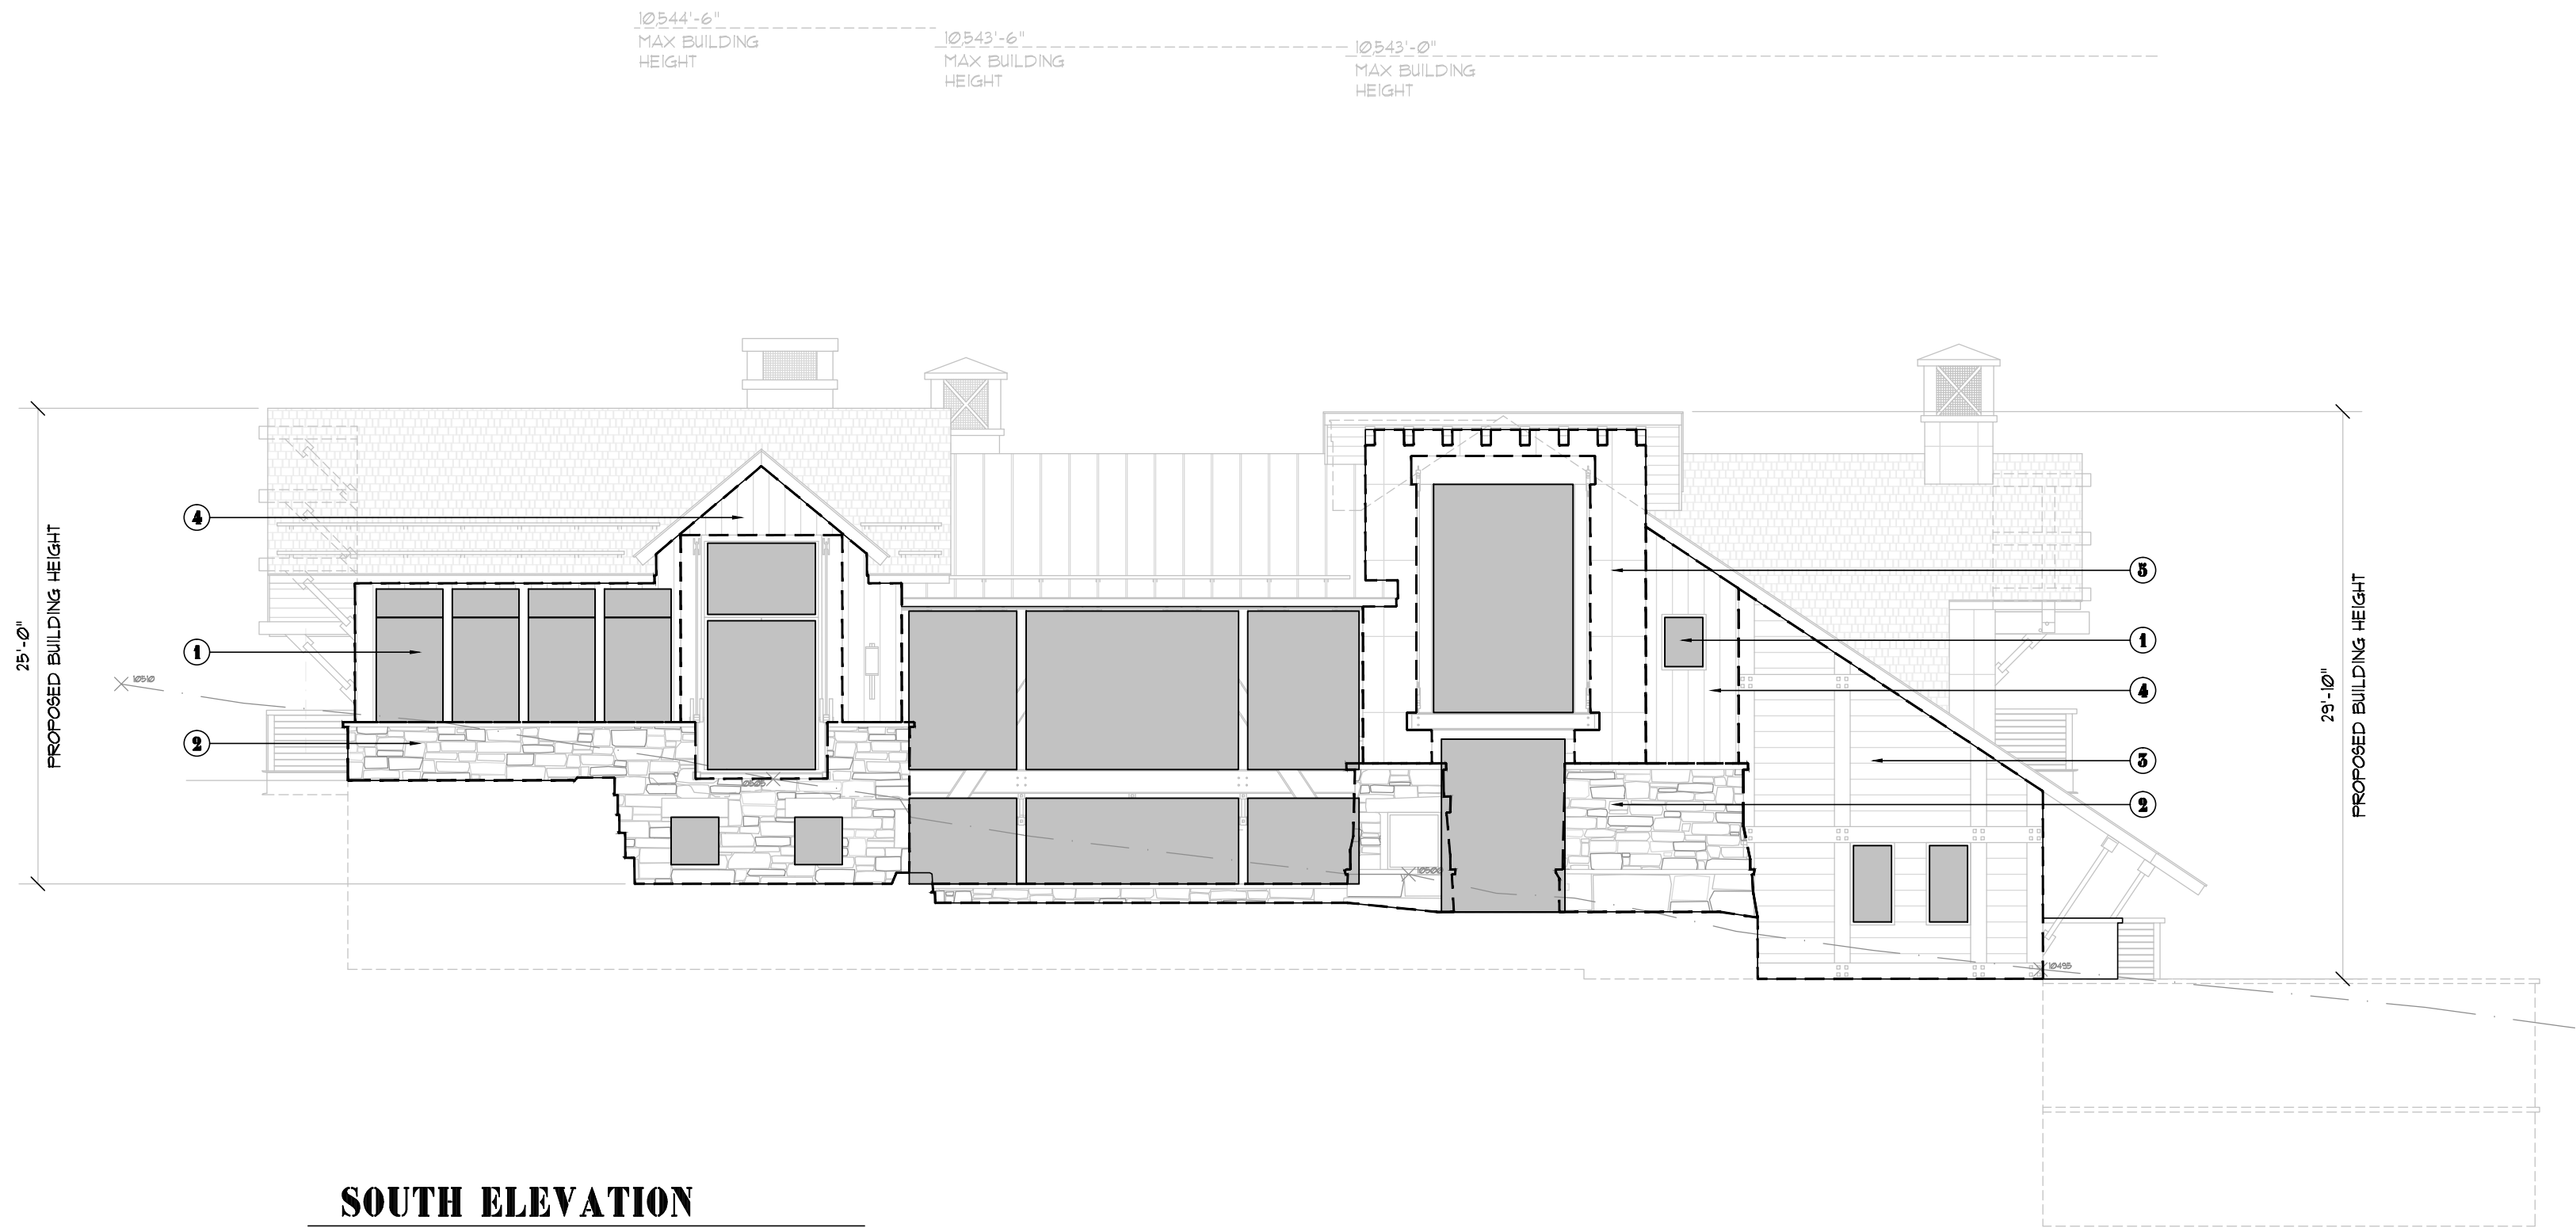 10,544'-6"
MAX BUILDING
HEIGHT
10,543'-6"
MAX BUILDING
HEIGHT
10,543'-0"
MAX BUILDING
HEIGHT
25'-0"
PROPOSED BUILDING HEIGHT
4
1
2
10510
10505
10500
10495
5
1
4
3
2
29'-10"
PROPOSED BUILDING HEIGHT
SOUTH ELEVATION